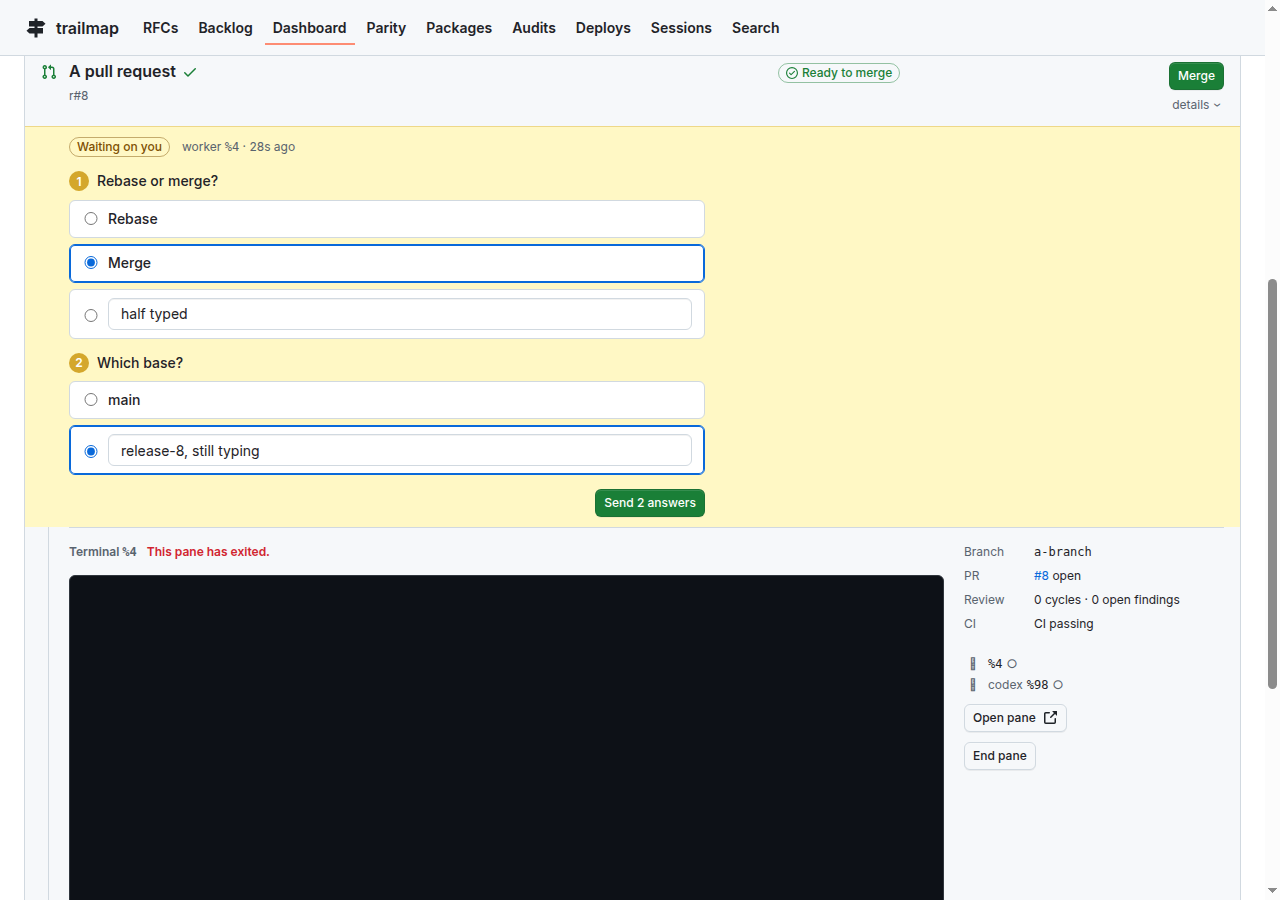 trailmap RFCs Backlog Dashboard Parity Packages Audits Deploys Sessions Search
A pull request Ready to merge Merge
r#8 details
Waiting on you worker %4 · 28s ago
1 Rebase or merge?
Rebase
Merge
half typed
2 Which base?
main
release-8, still typing
Send 2 answers
Terminal %4 This pane has exited.
Branch a-branch
PR #8 open
Review 0 cycles · 0 open findings
CI CI passing
%4
codex %98
Open pane
End pane